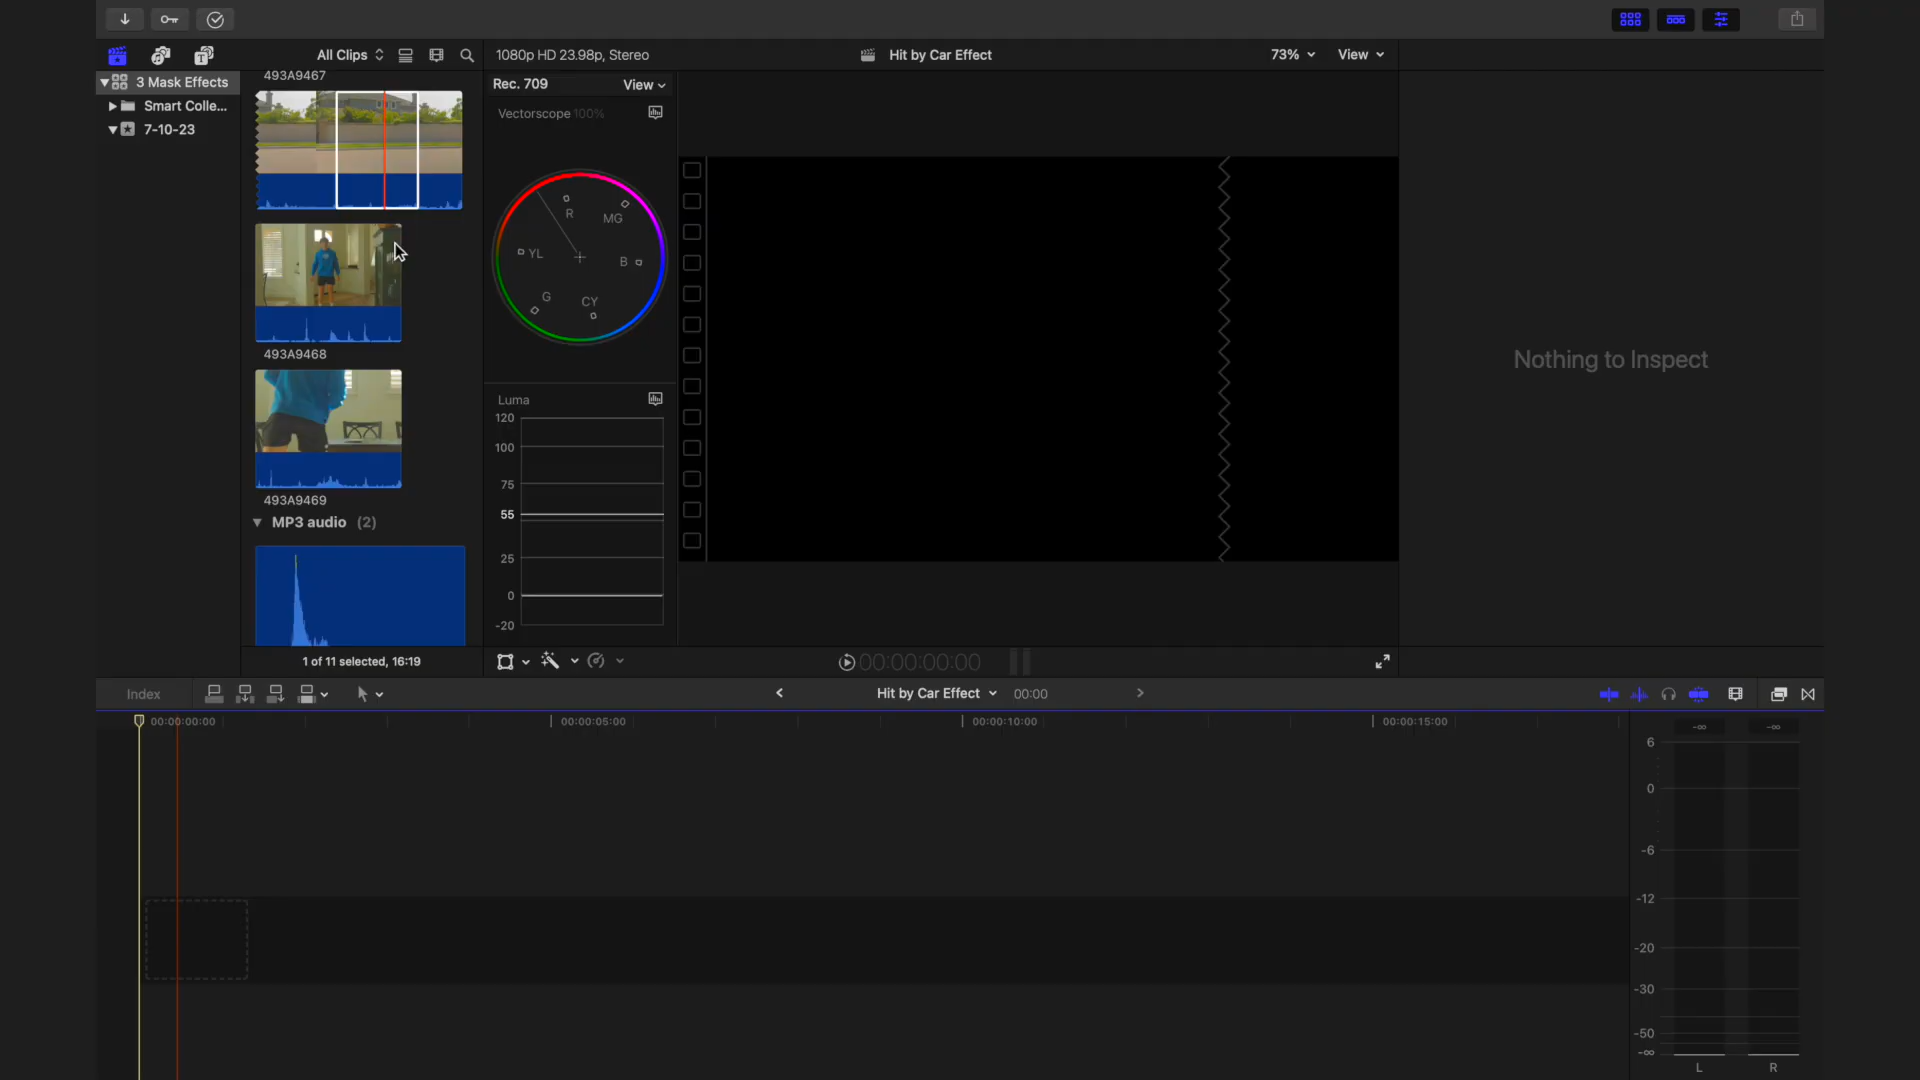 All Clips
1080p HD 23.98p, Stereo
Hit by Car Effect
73%
View
3 Mask Effects
Smart Colle...
7-10-23
493A9467
493A9468
493A9469
MP3 audio (2)
1 of 11 selected, 16:19
Rec. 709
View
Vectorscope 100%
R
MG
YL
B
G
CY
Luma
120
100
75
55
25
0
-20
00:00:00:00
Nothing to Inspect
Index
Hit by Car Effect
00:00
00:00:00:00
00:00:05:00
00:00:10:00
00:00:15:00
-∞
-∞
6
0
-6
-12
-20
-30
-50
-∞
L
R